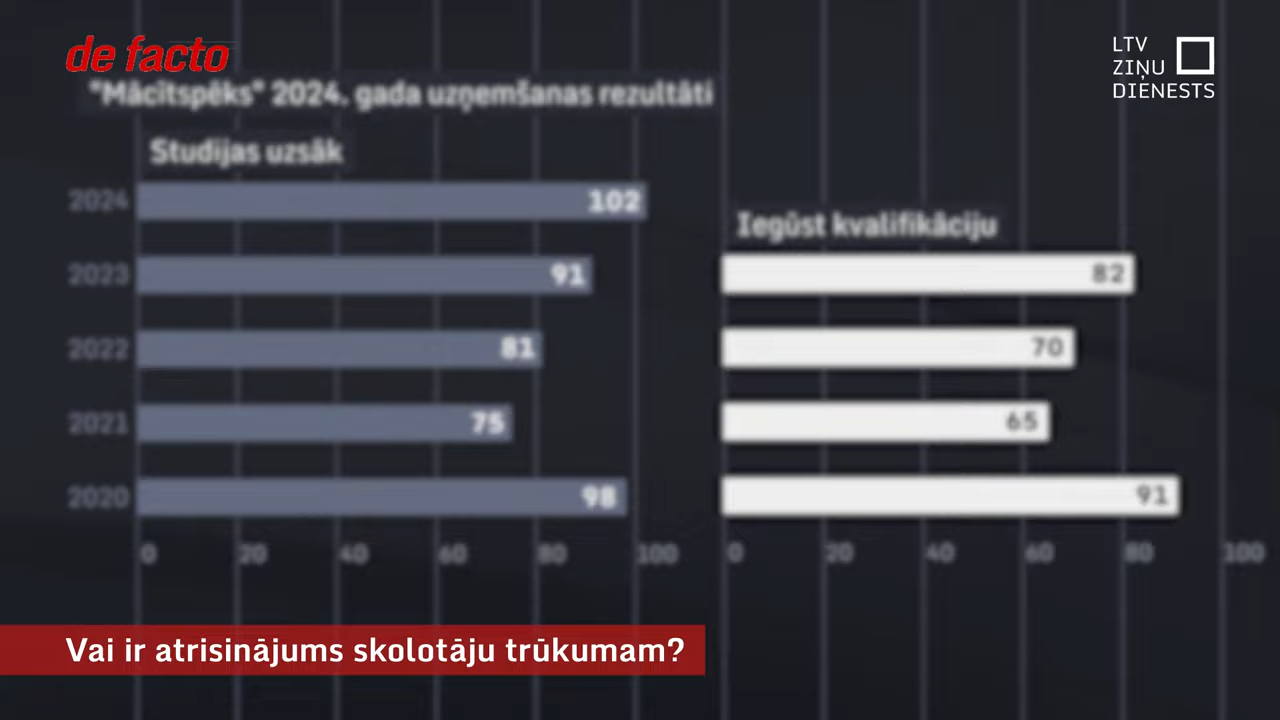 de facto
LTV
ZIŅU
DIENESTS
"Mācītspēks" 2024. gada uzņemšanas rezultāti
Studijas uzsāk
2024 102
2023 91
2022 81
2021 75
2020 98
0 20 40 60 80 100
Iegūst kvalifikāciju
82
70
65
91
0 20 40 60 80 100
Vai ir atrisinājums skolotāju trūkumam?